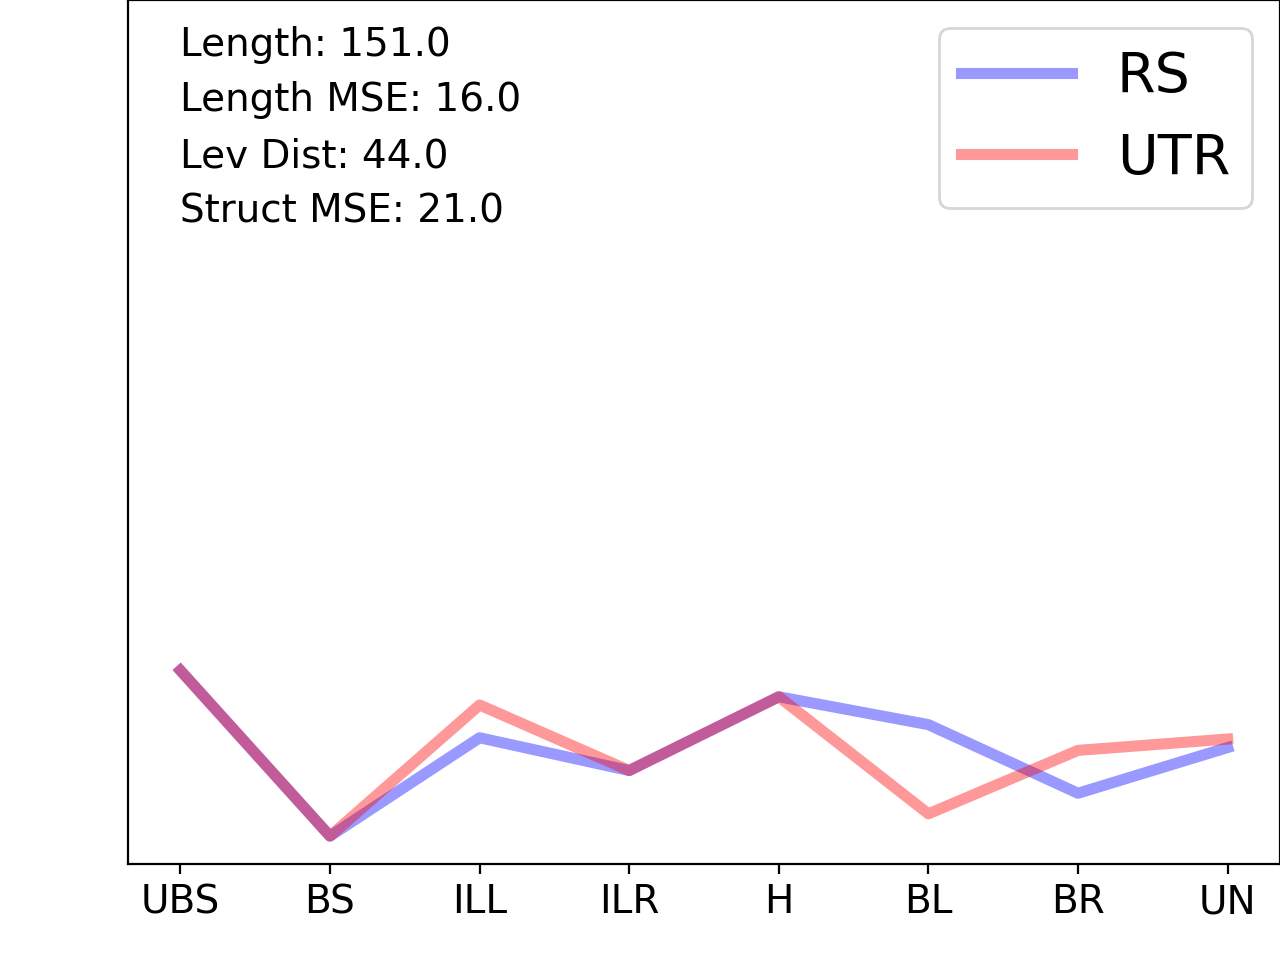 Length: 151.0
Length MSE: 16.0
Lev Dist: 44.0
Struct MSE: 21.0
RS
UTR
UBS BS ILL ILR H BL BR UN